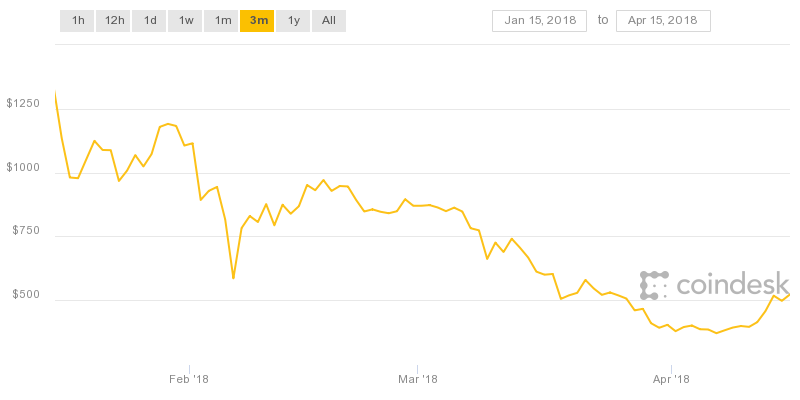 1h 12h 1d 1w 1m 3m 1y All Jan 15, 2018 to Apr 15, 2018
$1250
$1000
$750
$500
coindesk
Feb '18 Mar '18 Apr '18